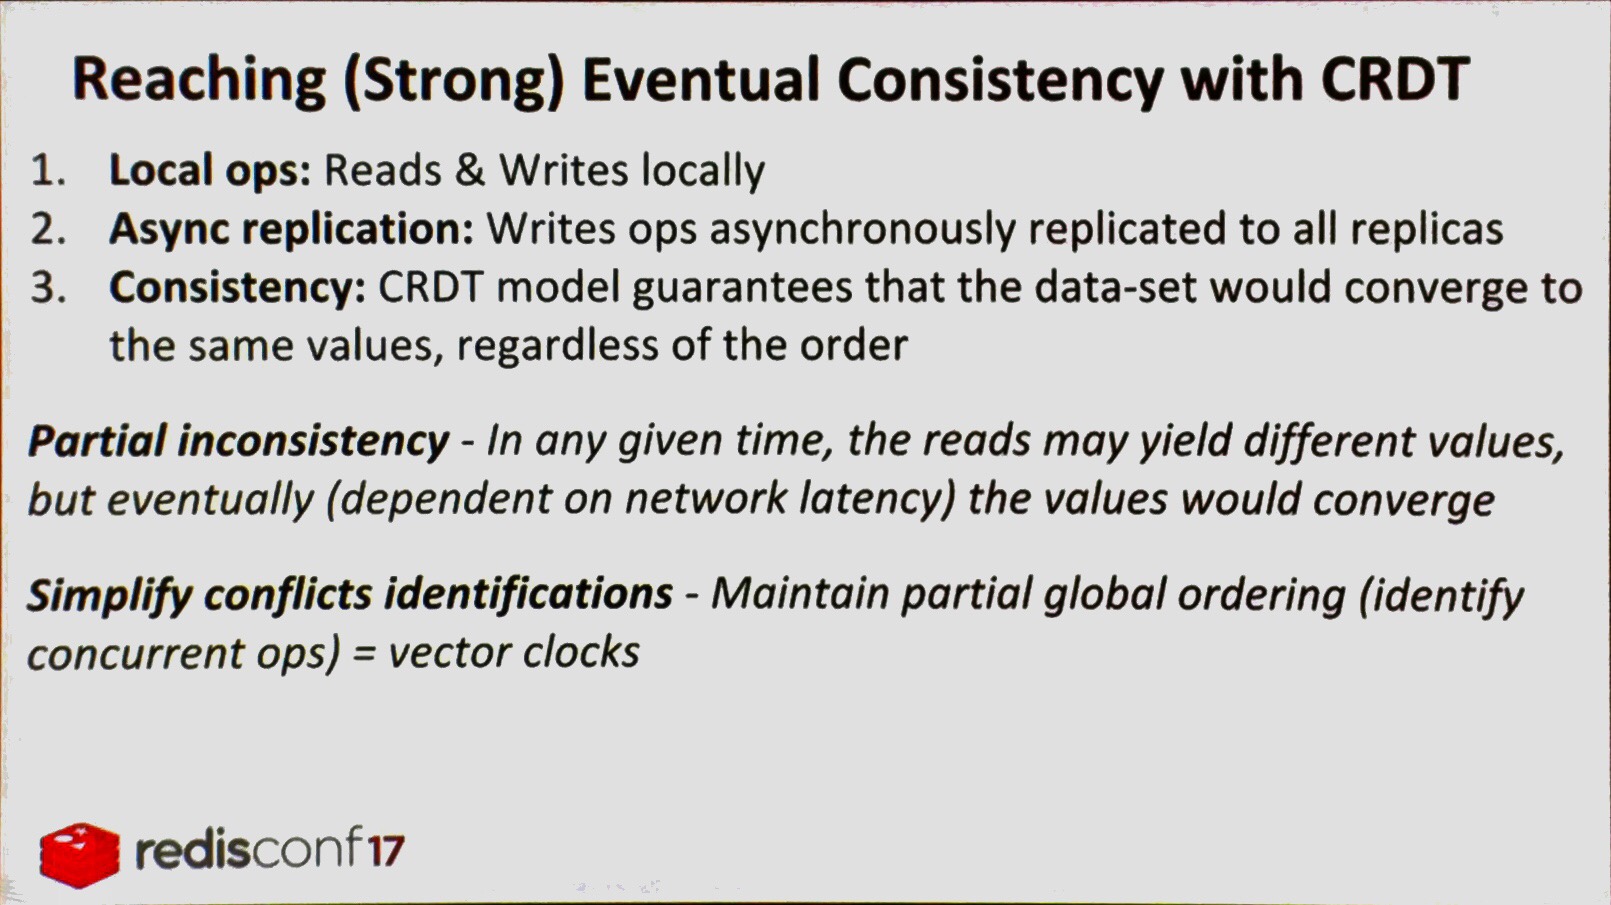 Reaching (Strong) Eventual Consistency with CRDT
1. Local ops: Reads & Writes locally
2. Async replication: Writes ops asynchronously replicated to all replicas
3. Consistency: CRDT model guarantees that the data-set would converge to
the same values, regardless of the order
Partial inconsistency - In any given time, the reads may yield different values,
but eventually (dependent on network latency) the values would converge
Simplify conflicts identifications - Maintain partial global ordering (identify
concurrent ops) = vector clocks
redisconf17